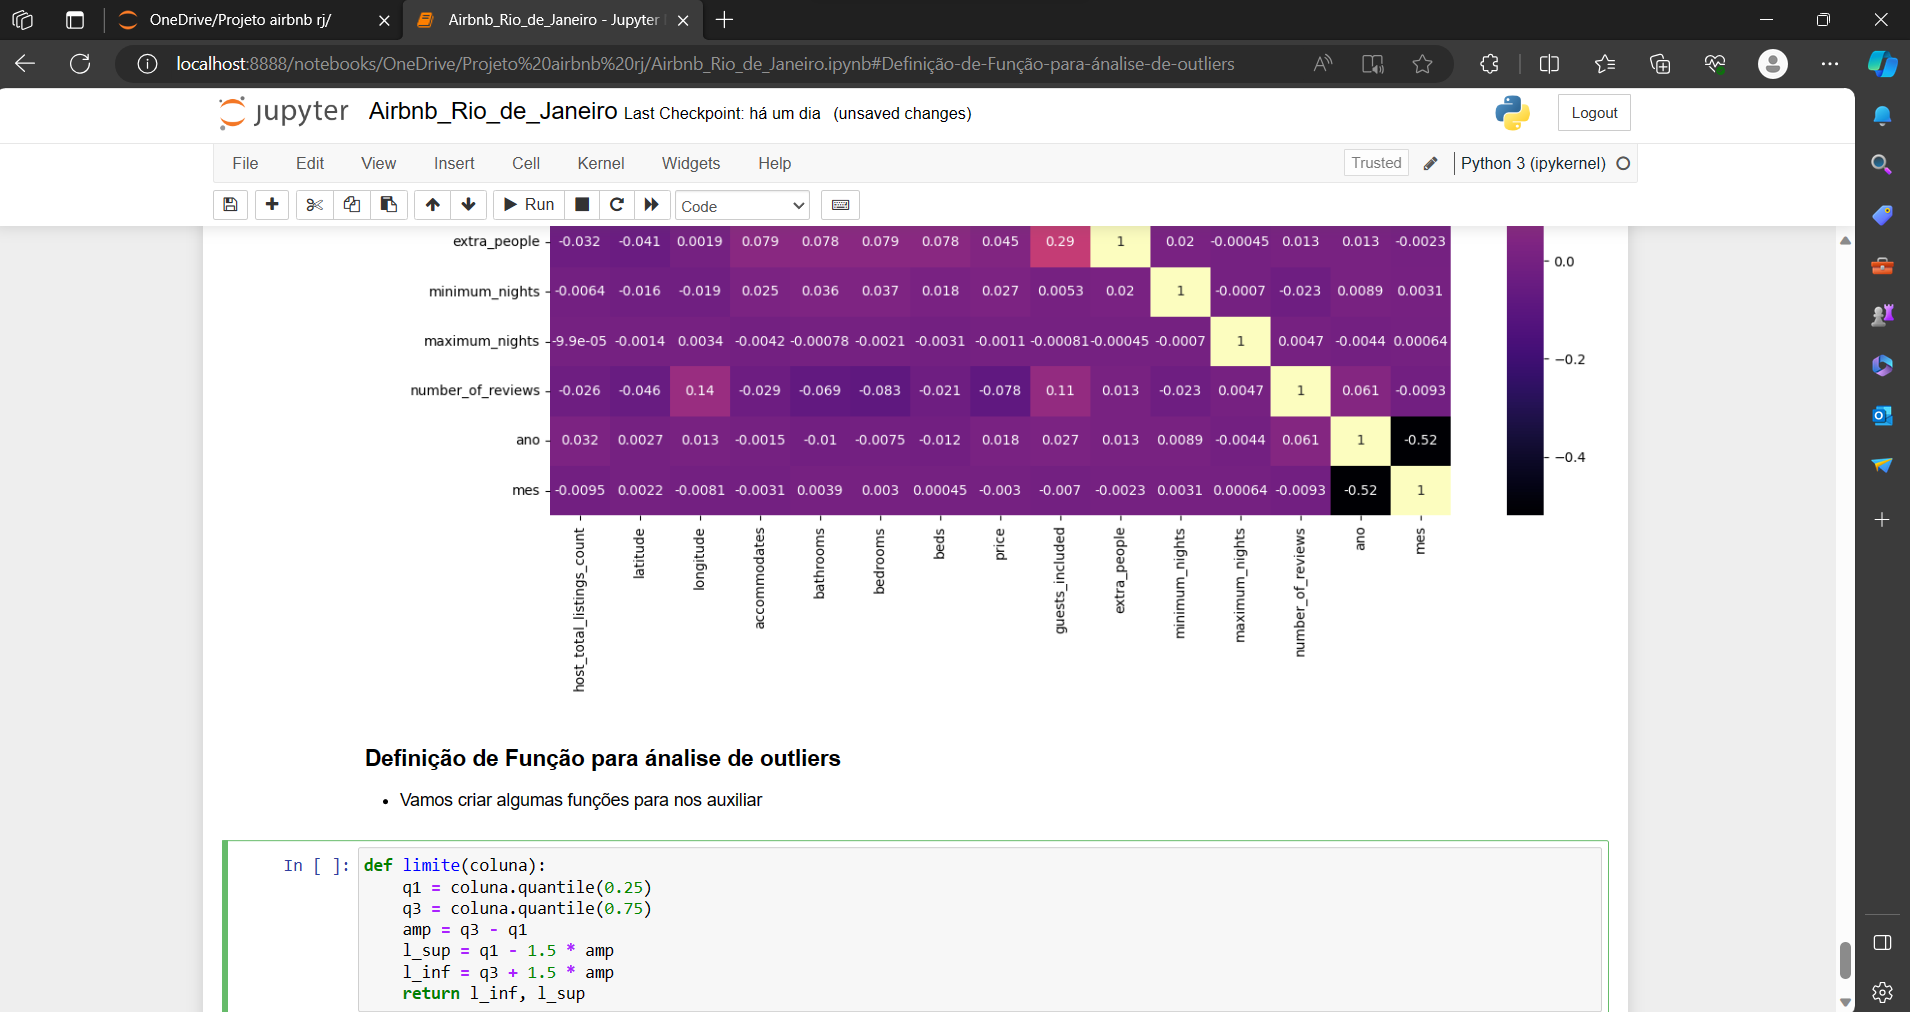 OneDrive/Projeto airbnb rj/
Airbnb_Rio_de_Janeiro - Jupyter
localhost:8888/notebooks/OneDrive/Projeto%20airbnb%20rj/Airbnb_Rio_de_Janeiro.ipynb#Definição-de-Função-para-ánalise-de-outliers
jupyter Airbnb_Rio_de_Janeiro Last Checkpoint: há um dia (unsaved changes)
Logout
File Edit View Insert Cell Kernel Widgets Help
Trusted Python 3 (ipykernel)
Run Code
extra_people -0.032 -0.041 0.0019 0.079 0.078 0.079 0.078 0.045 0.29 1 0.02 -0.00045 0.013 0.013 -0.0023
minimum_nights -0.0064 -0.016 -0.019 0.025 0.036 0.037 0.018 0.027 0.0053 0.02 1 -0.0007 -0.023 0.0089 0.0031
maximum_nights -9.9e-05 -0.0014 0.0034 -0.0042 -0.00078 -0.0021 -0.0031 -0.0011 -0.00081 -0.00045 -0.0007 1 0.0047 -0.0044 0.00064
number_of_reviews -0.026 -0.046 0.14 -0.029 -0.069 -0.083 -0.021 -0.078 0.11 0.013 -0.023 0.0047 1 0.061 -0.0093
ano 0.032 0.0027 0.013 -0.0015 -0.01 -0.0075 -0.012 0.018 0.027 0.013 0.0089 -0.0044 0.061 1 -0.52
mes -0.0095 0.0022 -0.0081 -0.0031 0.0039 0.003 0.00045 -0.003 -0.007 -0.0023 0.0031 0.00064 -0.0093 -0.52 1
host_total_listings_count
latitude
longitude
accommodates
bathrooms
bedrooms
beds
price
guests_included
extra_people
minimum_nights
maximum_nights
number_of_reviews
ano
mes
0.0
−0.2
−0.4
Definição de Função para ánalise de outliers
• Vamos criar algumas funções para nos auxiliar
In [ ]: def limite(coluna):
q1 = coluna.quantile(0.25)
q3 = coluna.quantile(0.75)
amp = q3 - q1
l_sup = q1 - 1.5 * amp
l_inf = q3 + 1.5 * amp
return l_inf, l_sup